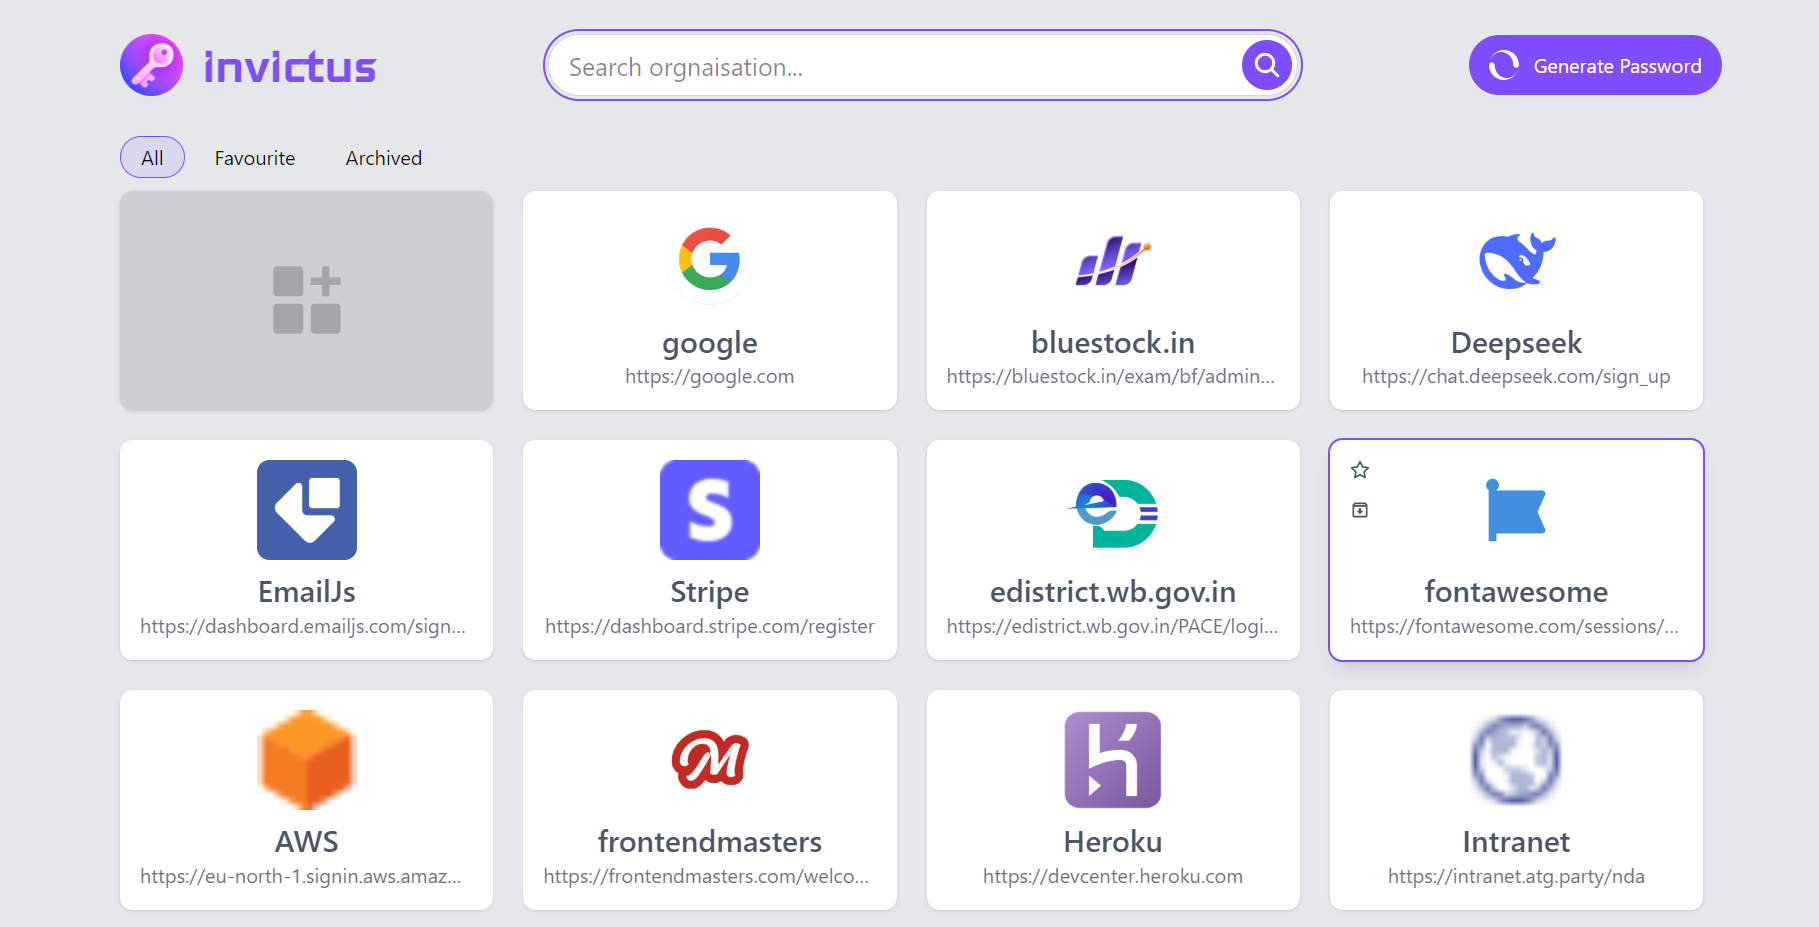 invictus
Search orgnaisation...
Generate Password
All
Favourite
Archived
google
https://google.com
bluestock.in
https://bluestock.in/exam/bf/admin...
Deepseek
https://chat.deepseek.com/sign_up
EmailJs
https://dashboard.emailjs.com/sign...
S
Stripe
https://dashboard.stripe.com/register
edistrict.wb.gov.in
https://edistrict.wb.gov.in/PACE/logi...
fontawesome
https://fontawesome.com/sessions/...
AWS
https://eu-north-1.signin.aws.amaz...
M
frontendmasters
https://frontendmasters.com/welco...
Heroku
https://devcenter.heroku.com
Intranet
https://intranet.atg.party/nda